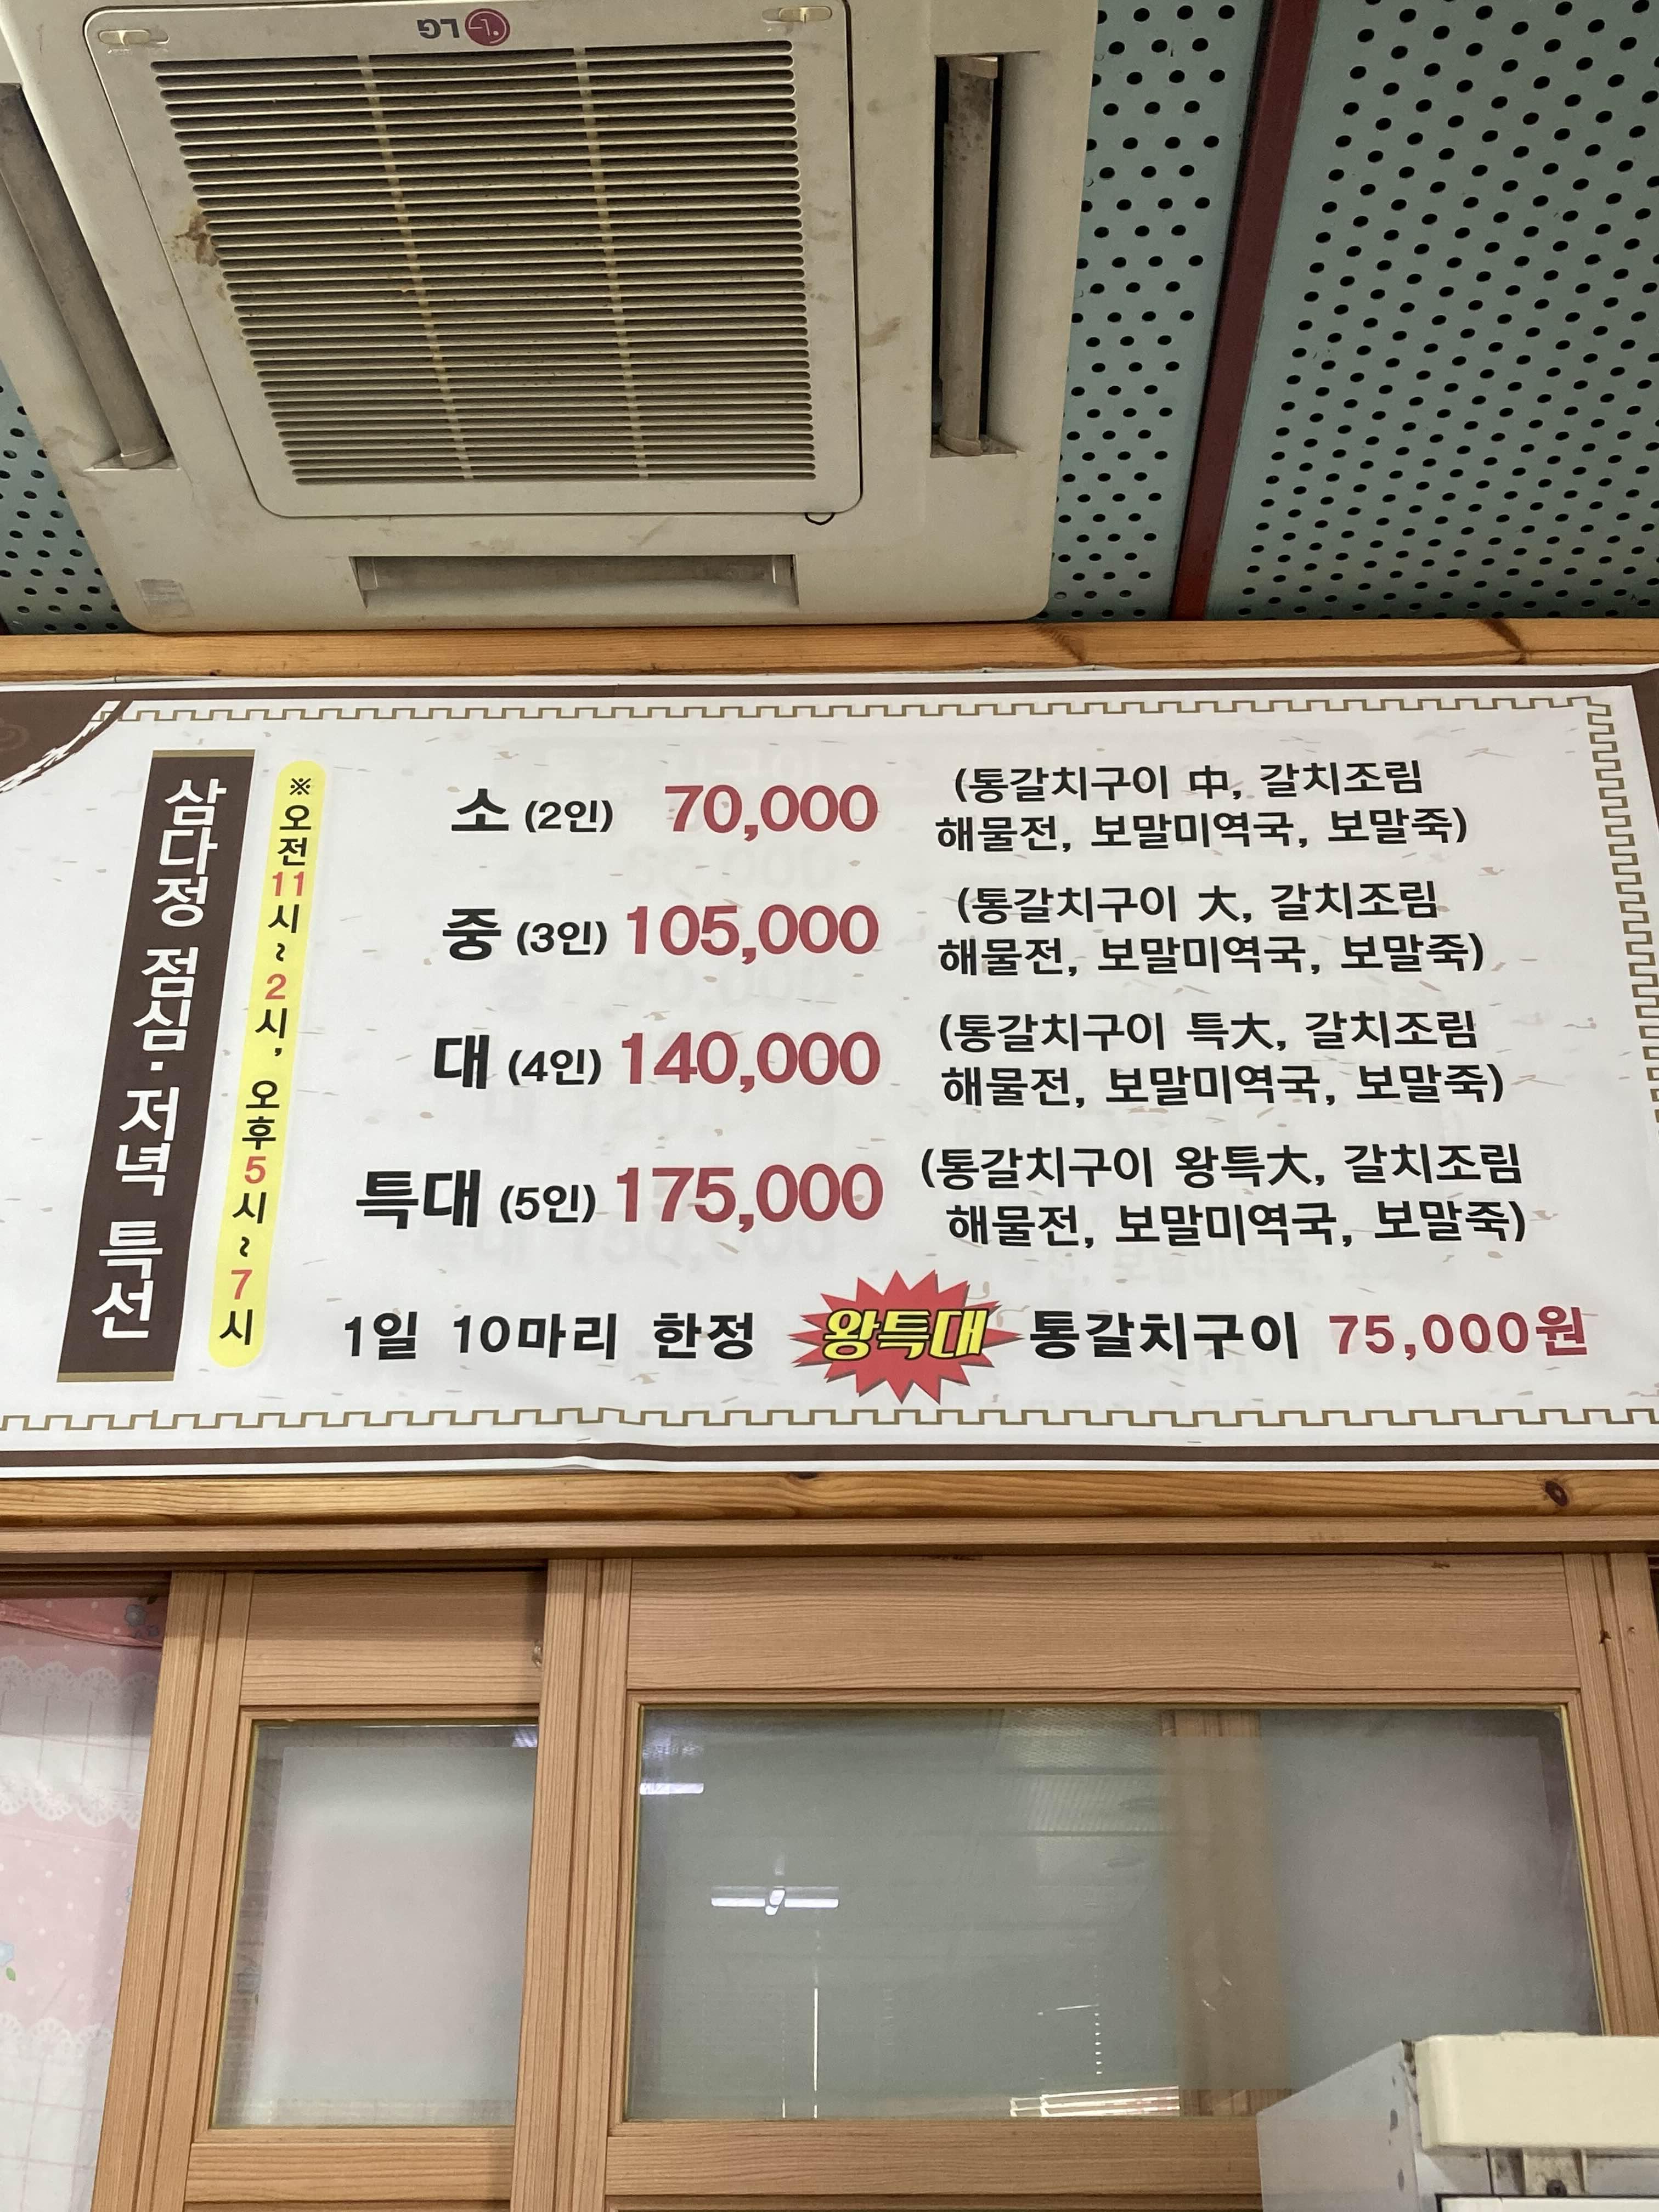 LG
삼다정 점심·저녁 특선
※오전11시~2시, 오후5시~7시
소 (2인) 70,000 (통갈치구이 中, 갈치조림
해물전, 보말미역국, 보말죽)
중 (3인) 105,000 (통갈치구이 大, 갈치조림
해물전, 보말미역국, 보말죽)
대 (4인) 140,000 (통갈치구이 특大, 갈치조림
해물전, 보말미역국, 보말죽)
특대 (5인) 175,000 (통갈치구이 왕특大, 갈치조림
해물전, 보말미역국, 보말죽)
1일 10마리 한정 왕특대 통갈치구이 75,000원